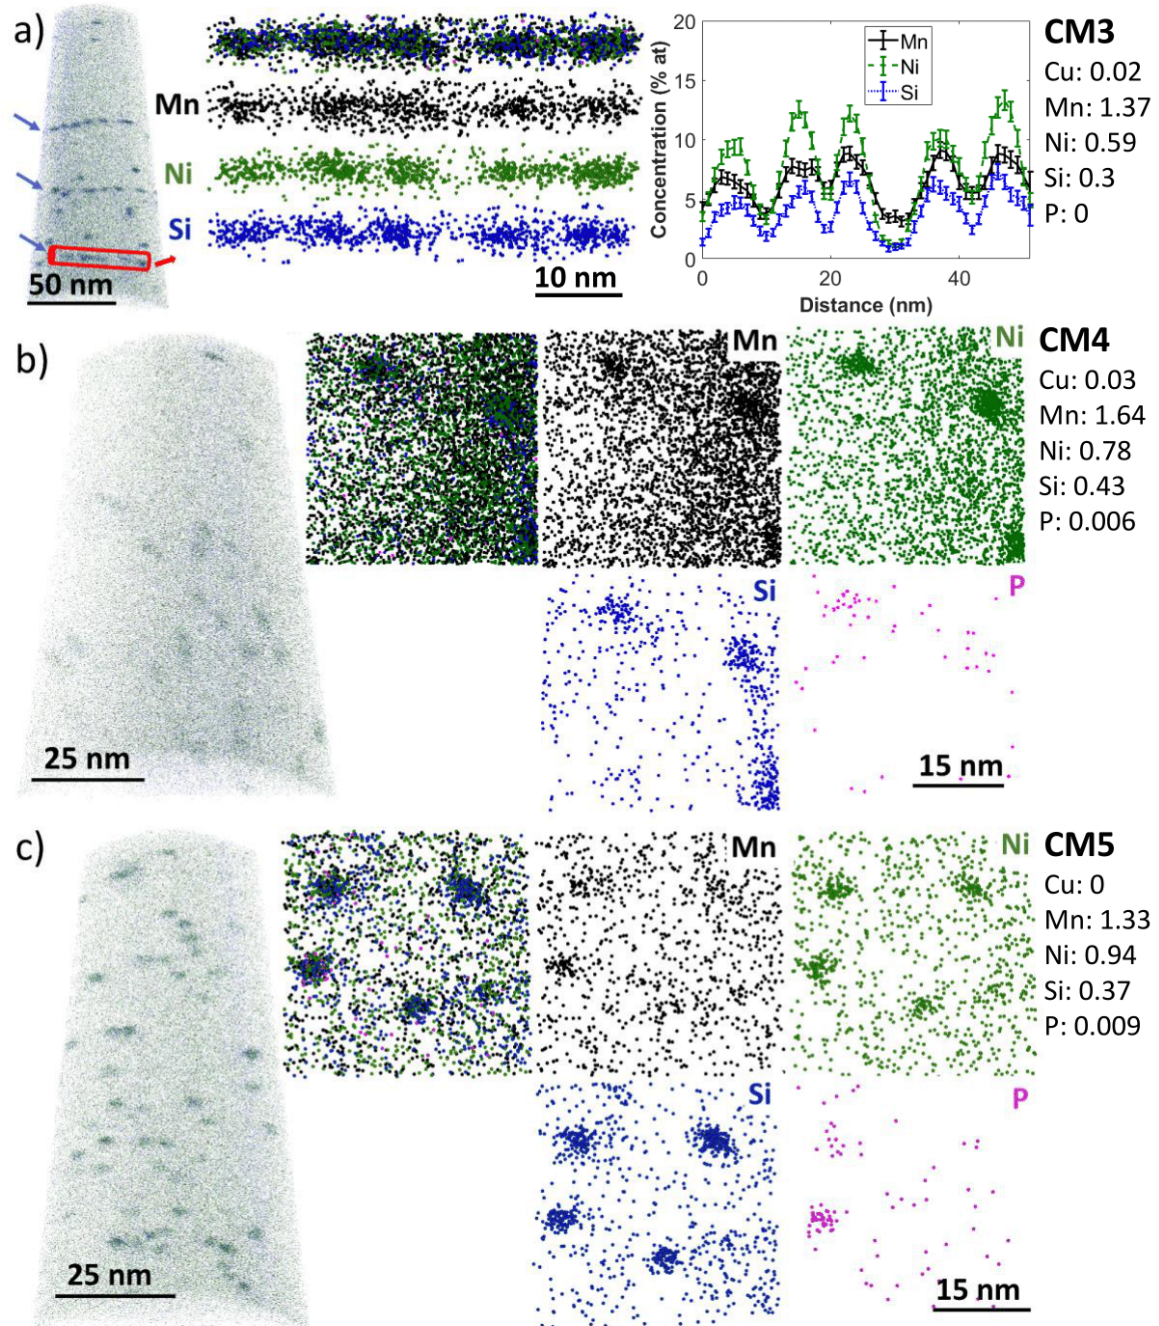 a)
Mn
Ni
Si
50 nm
10 nm
20
15
10
5
0
Concentration (% at)
Mn
Ni
Si
0
20
40
Distance (nm)
CM3
Cu: 0.02
Mn: 1.37
Ni: 0.59
Si: 0.3
P: 0
b)
Mn
Ni
Si
P
25 nm
15 nm
CM4
Cu: 0.03
Mn: 1.64
Ni: 0.78
Si: 0.43
P: 0.006
c)
Mn
Ni
Si
P
25 nm
15 nm
CM5
Cu: 0
Mn: 1.33
Ni: 0.94
Si: 0.37
P: 0.009